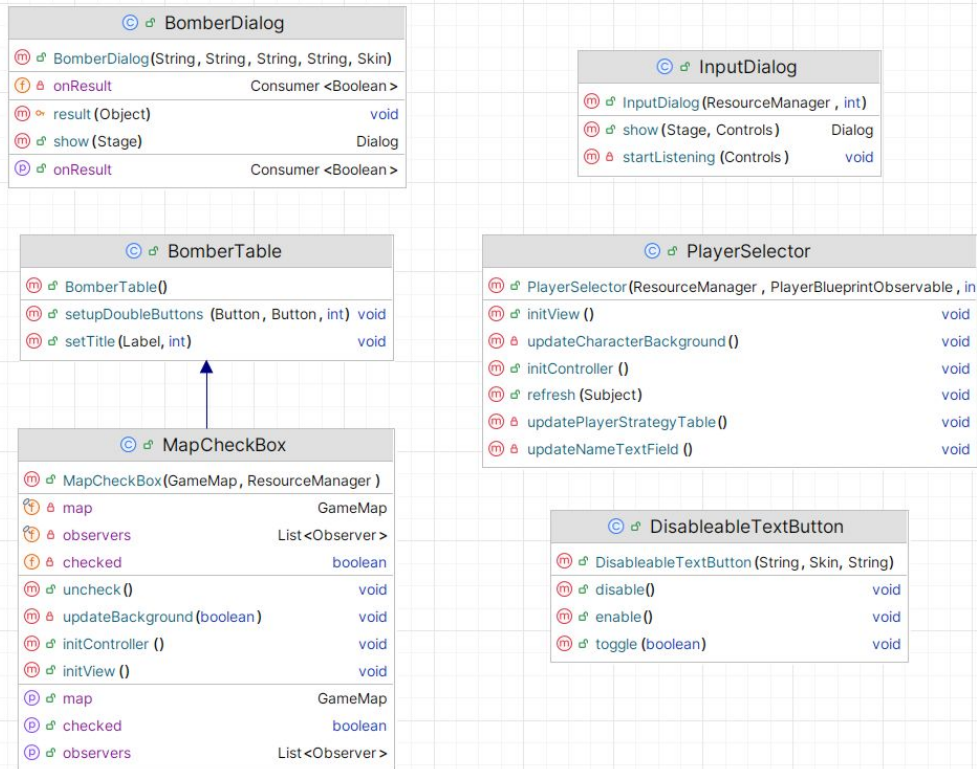 BomberDialog
BomberDialog(String, String, String, String, Skin)
onResult Consumer<Boolean>
result(Object) void
show(Stage) Dialog
onResult Consumer<Boolean>
InputDialog
InputDialog(ResourceManager, int)
show(Stage, Controls) Dialog
startListening(Controls) void
BomberTable
BomberTable()
setupDoubleButtons(Button, Button, int) void
setTitle(Label, int) void
PlayerSelector
PlayerSelector(ResourceManager, PlayerBlueprintObservable, in
initView() void
updateCharacterBackground() void
initController() void
refresh(Subject) void
updatePlayerStrategyTable() void
updateNameTextField() void
MapCheckBox
MapCheckBox(GameMap, ResourceManager)
map GameMap
observers List<Observer>
checked boolean
uncheck() void
updateBackground(boolean) void
initController() void
initView() void
map GameMap
checked boolean
observers List<Observer>
DisableableTextButton
DisableableTextButton(String, Skin, String)
disable() void
enable() void
toggle(boolean) void